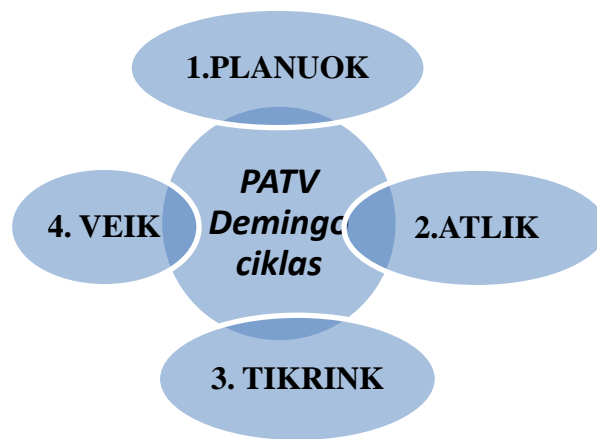 1.PLANUOK
PATV
Demingo
ciklas
4. VEIK
2.ATLIK
3. TIKRINK